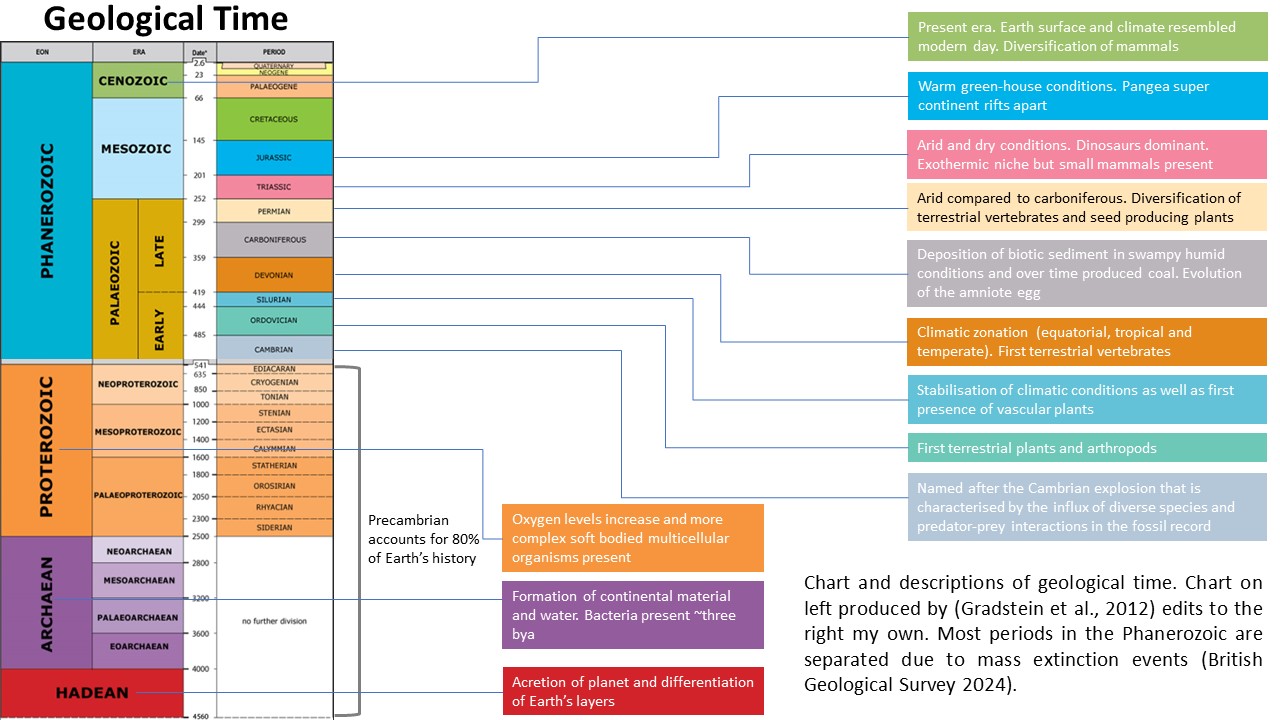 Geological Time
EON
ERA
Date*
PERIOD
PHANEROZOIC
CENOZOIC
MESOZOIC
PALAEOZOIC
LATE
EARLY
2.6
23
66
145
201
252
299
359
419
444
485
541
QUATERNARY
NEOGENE
PALAEOGENE
CRETACEOUS
JURASSIC
TRIASSIC
PERMIAN
CARBONIFEROUS
DEVONIAN
SILURIAN
ORDOVICIAN
CAMBRIAN
PROTEROZOIC
NEOPROTEROZOIC
MESOPROTEROZOIC
PALAEOPROTEROZOIC
635
850
1000
1200
1400
1600
1800
2050
2300
2500
EDIACARAN
CRYOGENIAN
TONIAN
STENIAN
ECTASIAN
CALYMMIAN
STATHERIAN
OROSIRIAN
RHYACIAN
SIDERIAN
ARCHAEAN
NEOARCHAEAN
MESOARCHAEAN
PALAEOARCHAEAN
EOARCHAEAN
2800
3200
3600
4000
no further division
HADEAN
4560
Precambrian
accounts for 80%
of Earth's history
Present era. Earth surface and climate resembled
modern day. Diversification of mammals
Warm green-house conditions. Pangea super
continent rifts apart
Arid and dry conditions. Dinosaurs dominant.
Exothermic niche but small mammals present
Arid compared to carboniferous. Diversification of
terrestrial vertebrates and seed producing plants
Deposition of biotic sediment in swampy humid
conditions and over time produced coal. Evolution
of the amniote egg
Climatic zonation (equatorial, tropical and
temperate). First terrestrial vertebrates
Stabilisation of climatic conditions as well as first
presence of vascular plants
First terrestrial plants and arthropods
Named after the Cambrian explosion that is
characterised by the influx of diverse species and
predator-prey interactions in the fossil record
Oxygen levels increase and more
complex soft bodied multicellular
organisms present
Formation of continental material
and water. Bacteria present ~three
bya
Acretion of planet and differentiation
of Earth's layers
Chart and descriptions of geological time. Chart on
left produced by (Gradstein et al., 2012) edits to the
right my own. Most periods in the Phanerozoic are
separated due to mass extinction events (British
Geological Survey 2024).